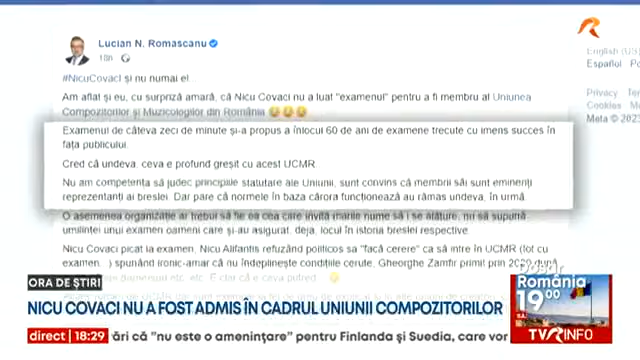 Lucian N. Romascanu
18h
English (US)
Español
#NicuCovacI și nu numai el...
Am aflat și eu, cu surpriză amară, că Nicu Covaci nu a luat "examenul" pentru a fi membru al Uniunea
Compozitorilor și Muzicologilor din România
Privacy Terms
Cookies
Meta © 2023
Examenul de câteva zeci de minute și-a propus a înlocui 60 de ani de examene trecute cu imens succes în
fața publicului.
Cred că undeva, ceva e profund greșit cu acest UCMR.
Nu am competența să judec principiile statutare ale Uniunii, sunt convins că membrii săi sunt eminenți
reprezentanți ai breslei. Dar pare că normele în baza cărora funcționează au rămas undeva, în urmă.
O asemenea organizație ar trebui să fie ea cea care invită marile nume să i se alăture, nu să supună
umilinței unui examen oameni care și-au asigurat, deja, locul în istoria breslei respective.
Nicu Covaci picat la examen, Nicu Alifantis refuzând politicos sa "facă cerere" ca să intre în UCMR (tot cu
examen...) spunând ironic-amar că nu îndeplinește condițiile cerute, Gheorghe Zamfir primit prin 2020 după
etc. etc. E clar că e ceva putred...
ORA DE ȘTIRI
NICU COVACI NU A FOST ADMIS ÎN CADRUL UNIUNII COMPOZITORILOR
Dosar
România
19:00
TVR INFO
direct 18:29 ări că "nu este o amenințare" pentru Finlanda și Suedia, care vor